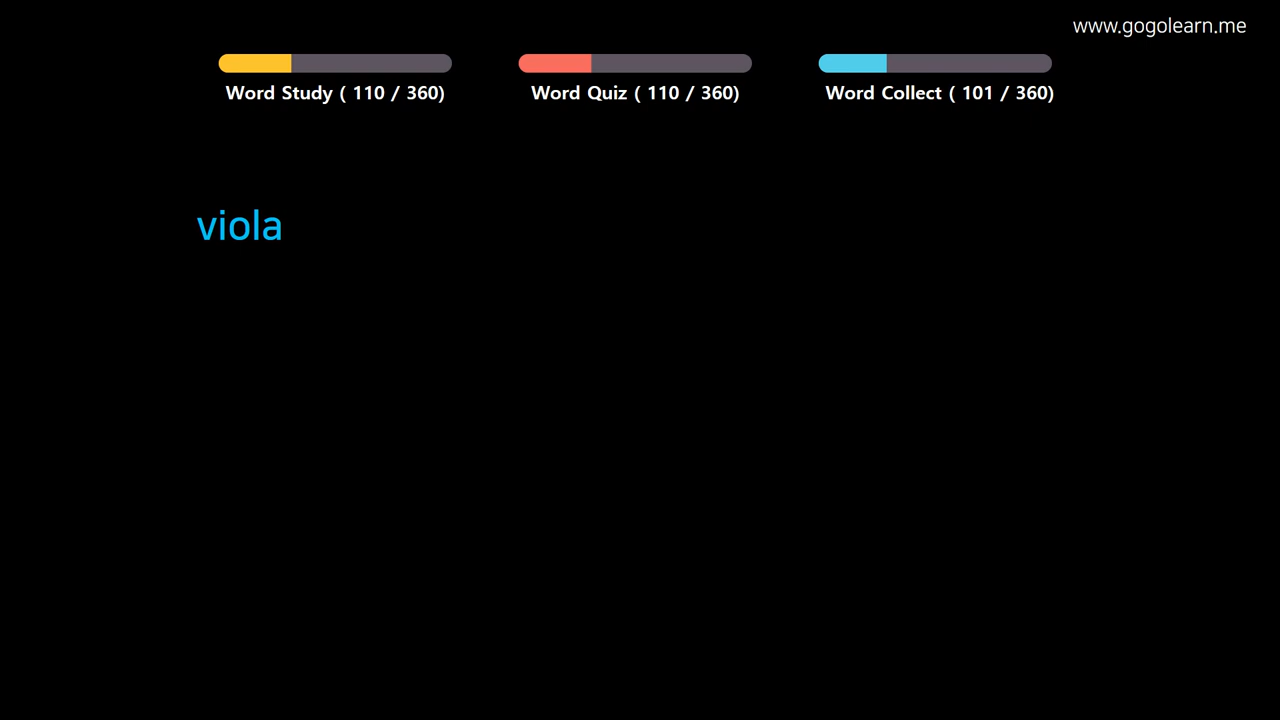 www.gogolearn.me
Word Study ( 110 / 360)
Word Quiz ( 110 / 360)
Word Collect ( 101 / 360)
viola